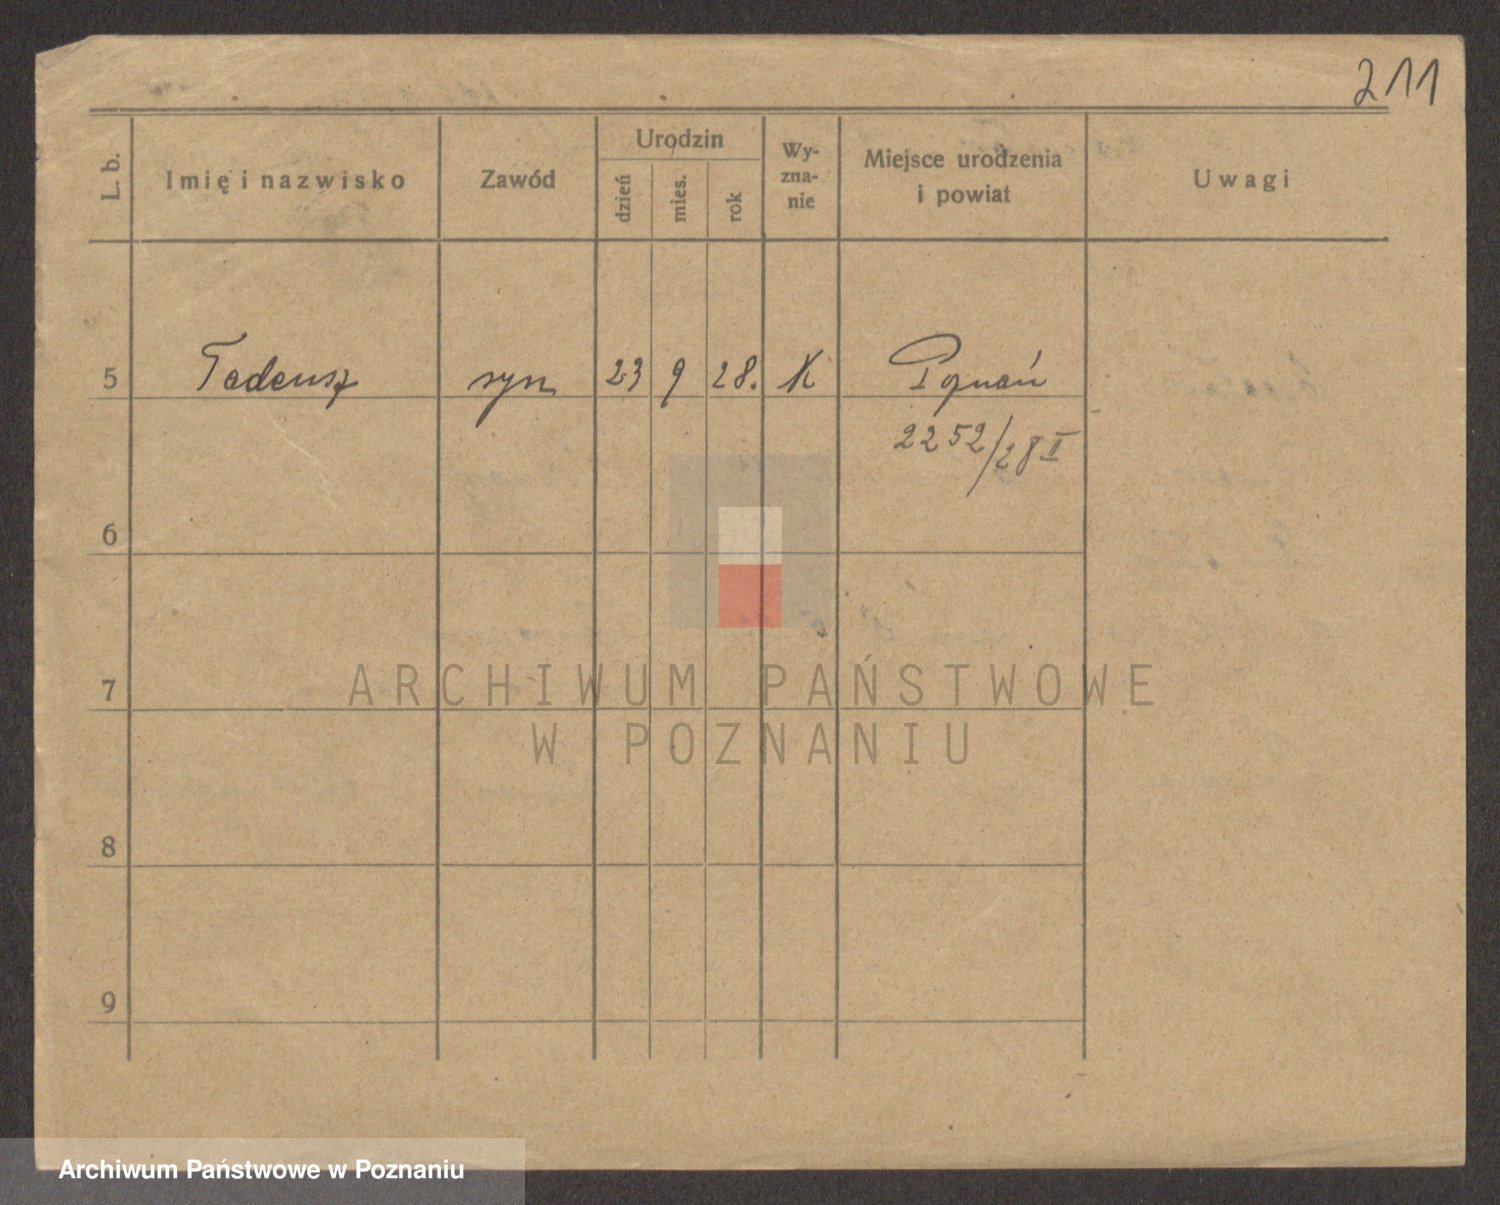 211
L. b. Imię i nazwisko Zawód Urodzin dzień mies. rok Wy-zna-nie Miejsce urodzenia i powiat Uwagi
5 Tadeusz syn 23 9 28. K Poznań
2252/28 II
6
7
8
9
ARCHIWUM PAŃSTWOWE
W POZNANIU
Archiwum Państwowe w Poznaniu